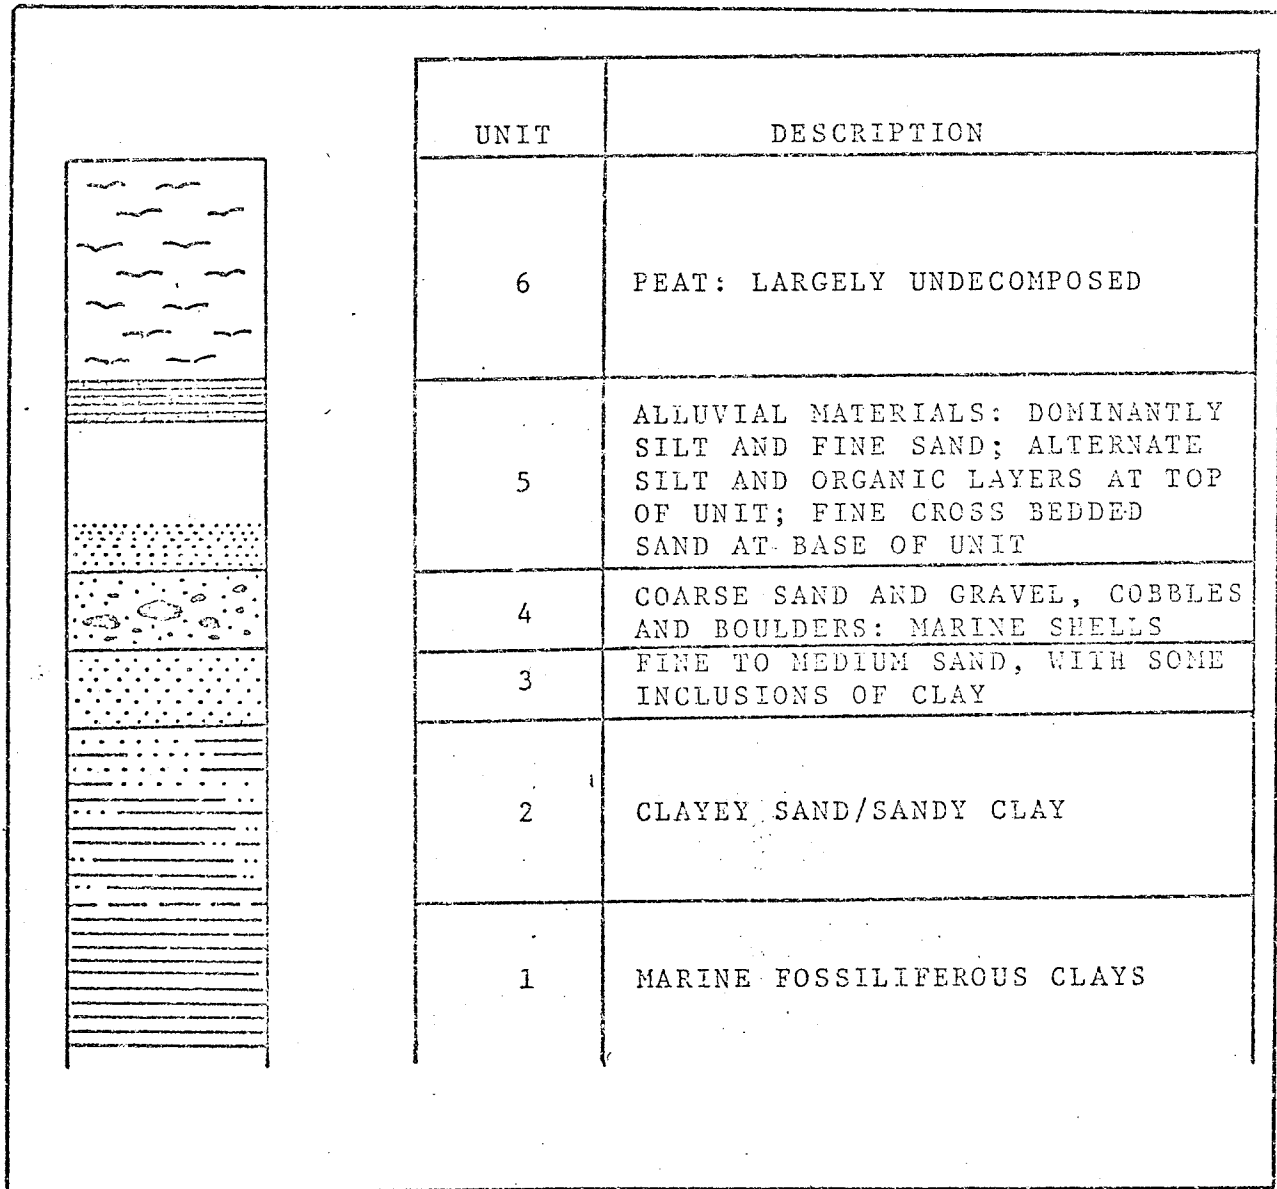 UNIT DESCRIPTION
6 PEAT: LARGELY UNDECOMPOSED
ALLUVIAL MATERIALS: DOMINANTLY
SILT AND FINE SAND; ALTERNATE
5 SILT AND ORGANIC LAYERS AT TOP
OF UNIT; FINE CROSS BEDDED
SAND AT BASE OF UNIT
COARSE SAND AND GRAVEL, COBBLES
4 AND BOULDERS: MARINE SHELLS
FINE TO MEDIUM SAND, WITH SOME
3 INCLUSIONS OF CLAY
2 CLAYEY SAND/SANDY CLAY
1 MARINE FOSSILIFEROUS CLAYS